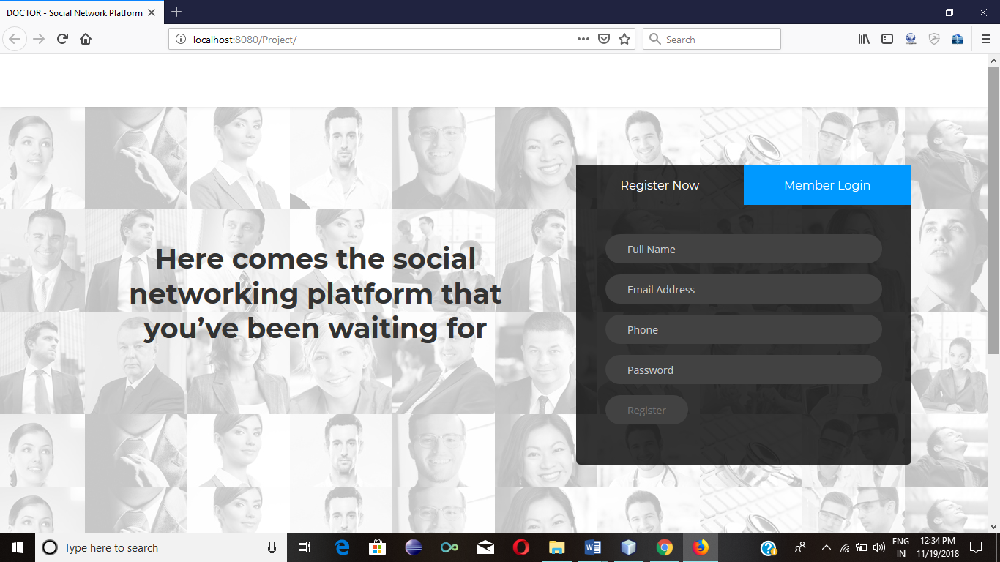 DOCTOR - Social Network Platform
localhost:8080/Project/
Search
Register Now
Member Login
Here comes the social
networking platform that
you’ve been waiting for
Full Name
Email Address
Phone
Password
Register
Type here to search
ENG
IN
12:34 PM
11/19/2018